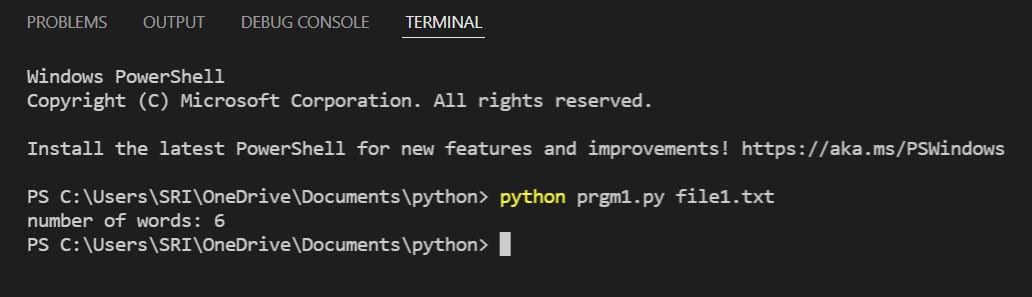 PROBLEMS OUTPUT DEBUG CONSOLE TERMINAL
Windows PowerShell
Copyright (C) Microsoft Corporation. All rights reserved.
Install the latest PowerShell for new features and improvements! https://aka.ms/PSWindows
PS C:\Users\SRI\OneDrive\Documents\python> python prgm1.py file1.txt
number of words: 6
PS C:\Users\SRI\OneDrive\Documents\python>